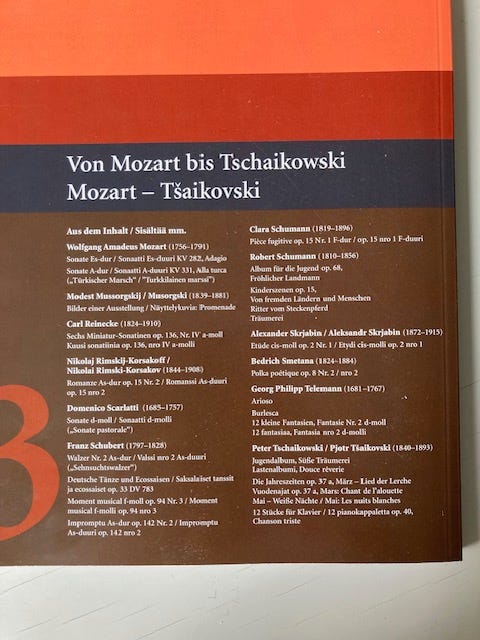 Von Mozart bis Tschaikowski
Mozart – Tšaikovski
Aus dem Inhalt / Sisältää mm.
Wolfgang Amadeus Mozart (1756–1791)
Sonate Es-dur / Sonaatti Es-duuri KV 282, Adagio
Sonate A-dur / Sonaatti A-duuri KV 331, Alla turca
(„Türkischer Marsch" / "Turkkilainen marssi")
Modest Mussorgskij / Musorgski (1839–1881)
Bilder einer Ausstellung / Näyttelykuvia: Promenade
Carl Reinecke (1824–1910)
Sechs Miniatur-Sonatinen op. 136, Nr. IV a-moll
Kuusi sonatiinia op. 136, nro IV a-molli
Nikolaj Rimskij-Korsakoff /
Nikolai Rimski-Korsakov (1844–1908)
Romanze As-dur op. 15 Nr. 2 / Romanssi As-duuri
op. 15 nro 2
Domenico Scarlatti (1685–1757)
Sonate d-moll / Sonaatti d-molli
(„Sonate pastorale")
Franz Schubert (1797–1828)
Walzer Nr. 2 As-dur / Valssi nro 2 As-duuri
(„Sehnsuchtswalzer")
Deutsche Tänze und Ecossaisen / Saksalaiset tanssit
ja ecossaiset op. 33 DV 783
Moment musical f-moll op. 94 Nr. 3 / Moment
musical f-molli op. 94 nro 3
Impromptu As-dur op. 142 Nr. 2 / Impromptu
As-duuri op. 142 nro 2
Clara Schumann (1819–1896)
Pièce fugitive op. 15 Nr. 1 F-dur / op. 15 nro 1 F-duuri
Robert Schumann (1810–1856)
Album für die Jugend op. 68,
Fröhlicher Landmann
Kinderszenen op. 15,
Von fremden Ländern und Menschen
Ritter vom Steckenpferd
Träumerei
Alexander Skrjabin / Aleksandr Skrjabin (1872–1915)
Etüde cis-moll op. 2 Nr. 1 / Etydi cis-molli op. 2 nro 1
Bedrich Smetana (1824–1884)
Polka poétique op. 8 Nr. 2 / nro 2
Georg Philipp Telemann (1681–1767)
Arioso
Burlesca
12 kleine Fantasien, Fantasie Nr. 2 d-moll
12 fantasiaa, Fantasia nro 2 d-molli
Peter Tschaikowski / Pjotr Tšaikovski (1840–1893)
Jugendalbum, Süße Träumerei
Lastenalbumi, Douce rêverie
Die Jahreszeiten op. 37 a, März – Lied der Lerche
Vuodenajat op. 37 a, Mars: Chant de l'alouette
Mai – Weiße Nächte / Mai: Les nuits blanches
12 Stücke für Klavier / 12 pianokappaletta op. 40,
Chanson triste
3